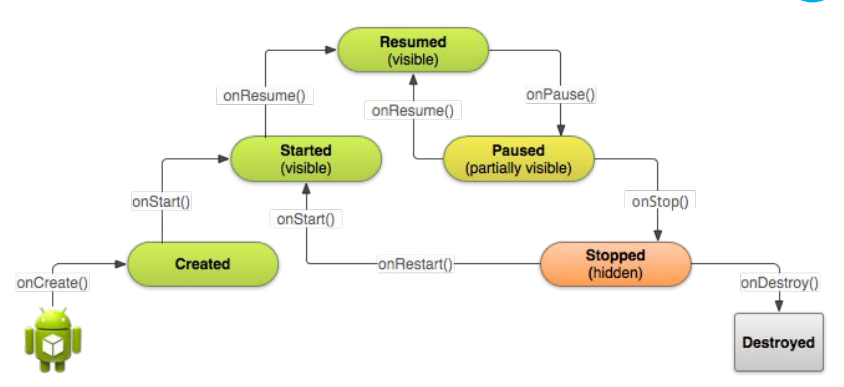 Resumed
(visible)
onResume()
onResume()
onPause()
Started
(visible)
Paused
(partially visible)
onStart()
onStart()
onStop()
Created
onRestart()
Stopped
(hidden)
onCreate()
onDestroy()
Destroyed